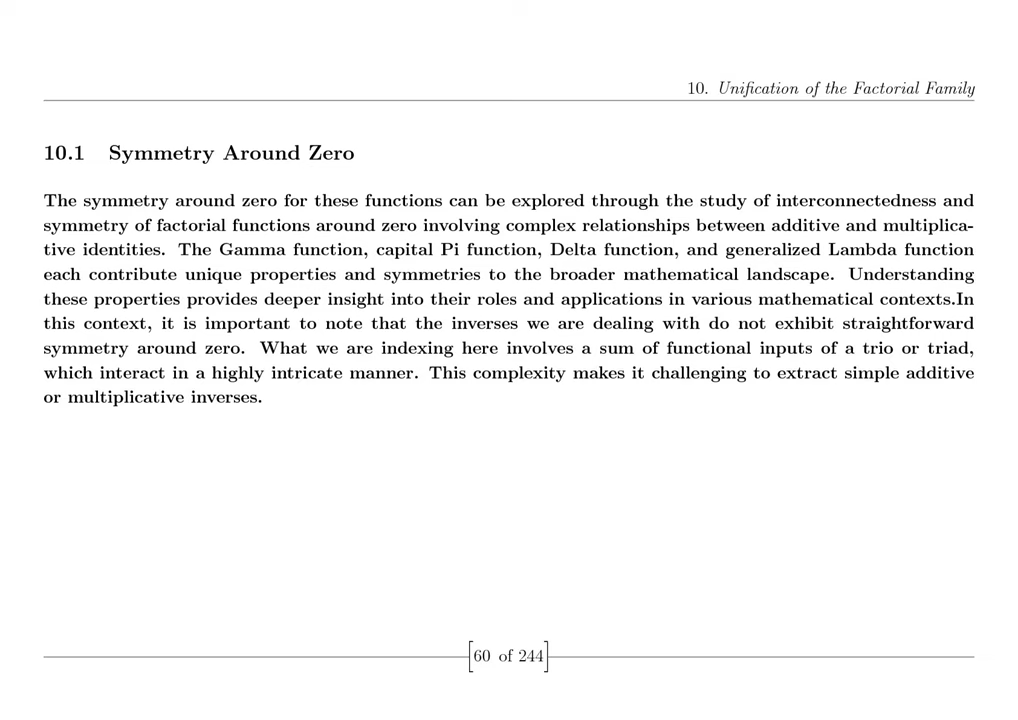 10. Unification of the Factorial Family
10.1 Symmetry Around Zero
The symmetry around zero for these functions can be explored through the study of interconnectedness and
symmetry of factorial functions around zero involving complex relationships between additive and multiplica-
tive identities. The Gamma function, capital Pi function, Delta function, and generalized Lambda function
each contribute unique properties and symmetries to the broader mathematical landscape. Understanding
these properties provides deeper insight into their roles and applications in various mathematical contexts.In
this context, it is important to note that the inverses we are dealing with do not exhibit straightforward
symmetry around zero. What we are indexing here involves a sum of functional inputs of a trio or triad,
which interact in a highly intricate manner. This complexity makes it challenging to extract simple additive
or multiplicative inverses.
[60 of 244]